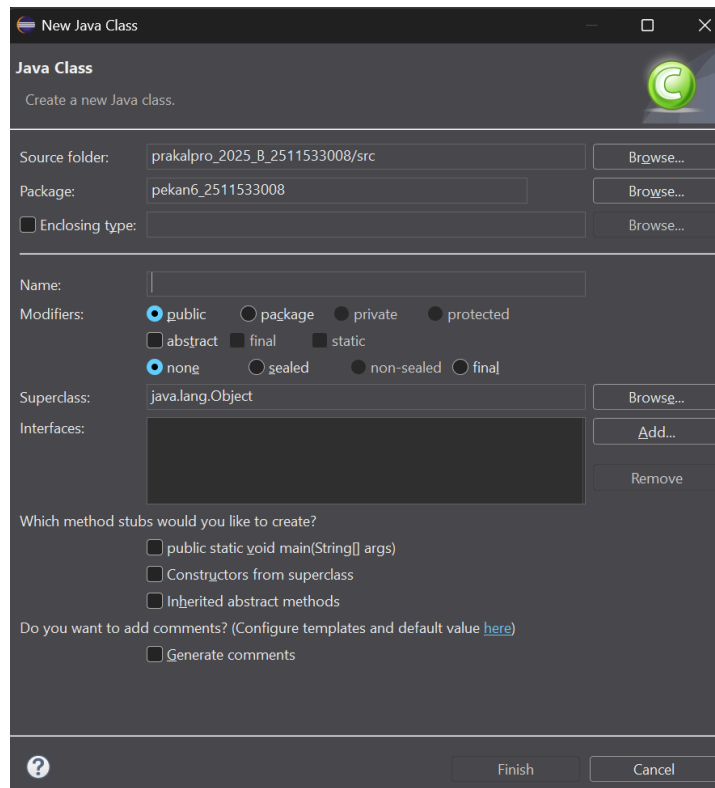 New Java Class
Java Class
Create a new Java class.
Source folder: prakalpro_2025_B_2511533008/src Browse...
Package: pekan6_2511533008 Browse...
Enclosing type: Browse...
Name:
Modifiers: public package private protected
abstract final static
none sealed non-sealed final
Superclass: java.lang.Object Browse...
Interfaces: Add...
Remove
Which method stubs would you like to create?
public static void main(String[] args)
Constructors from superclass
Inherited abstract methods
Do you want to add comments? (Configure templates and default value here)
Generate comments
? Finish Cancel